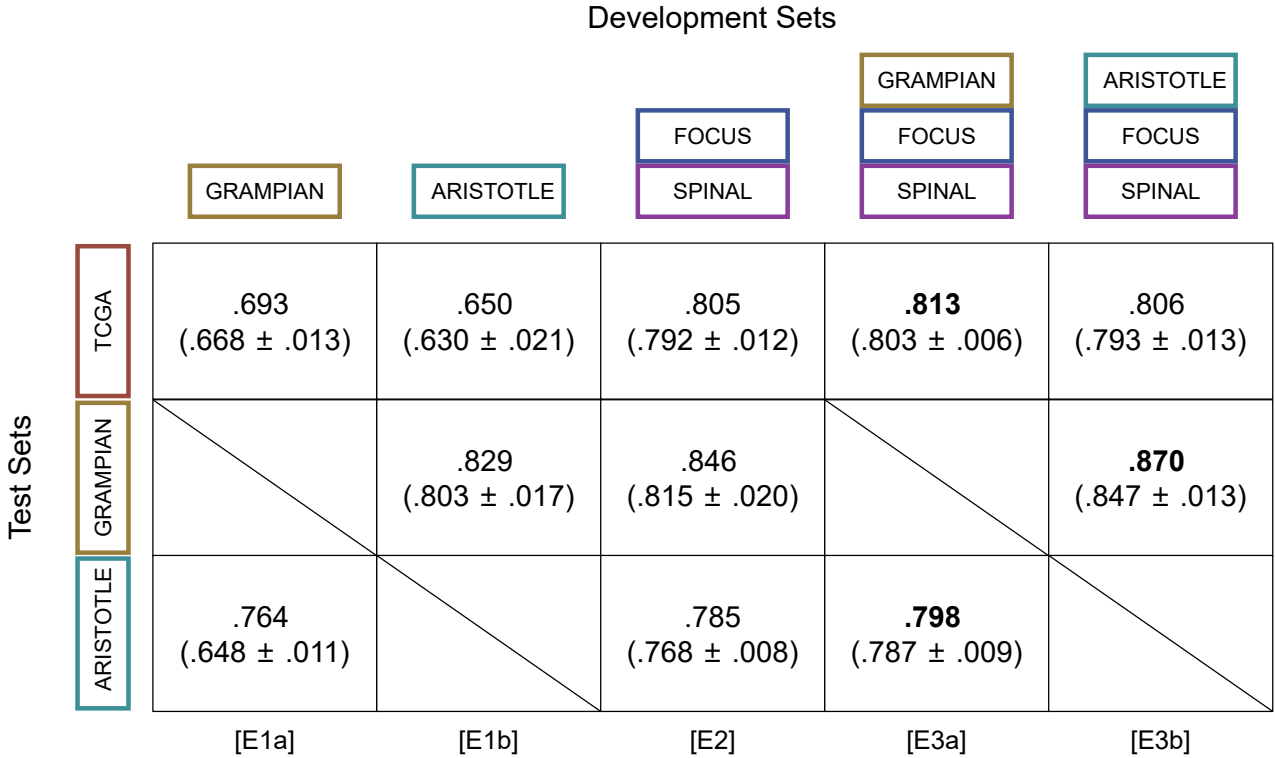 Development Sets
GRAMPIAN
ARISTOTLE
FOCUS
FOCUS
FOCUS
GRAMPIAN
ARISTOTLE
SPINAL
SPINAL
SPINAL
Test Sets
TCGA
.693
(.668 ± .013)
.650
(.630 ± .021)
.805
(.792 ± .012)
.813
(.803 ± .006)
.806
(.793 ± .013)
GRAMPIAN
.829
(.803 ± .017)
.846
(.815 ± .020)
.870
(.847 ± .013)
ARISTOTLE
.764
(.648 ± .011)
.785
(.768 ± .008)
.798
(.787 ± .009)
[E1a]
[E1b]
[E2]
[E3a]
[E3b]